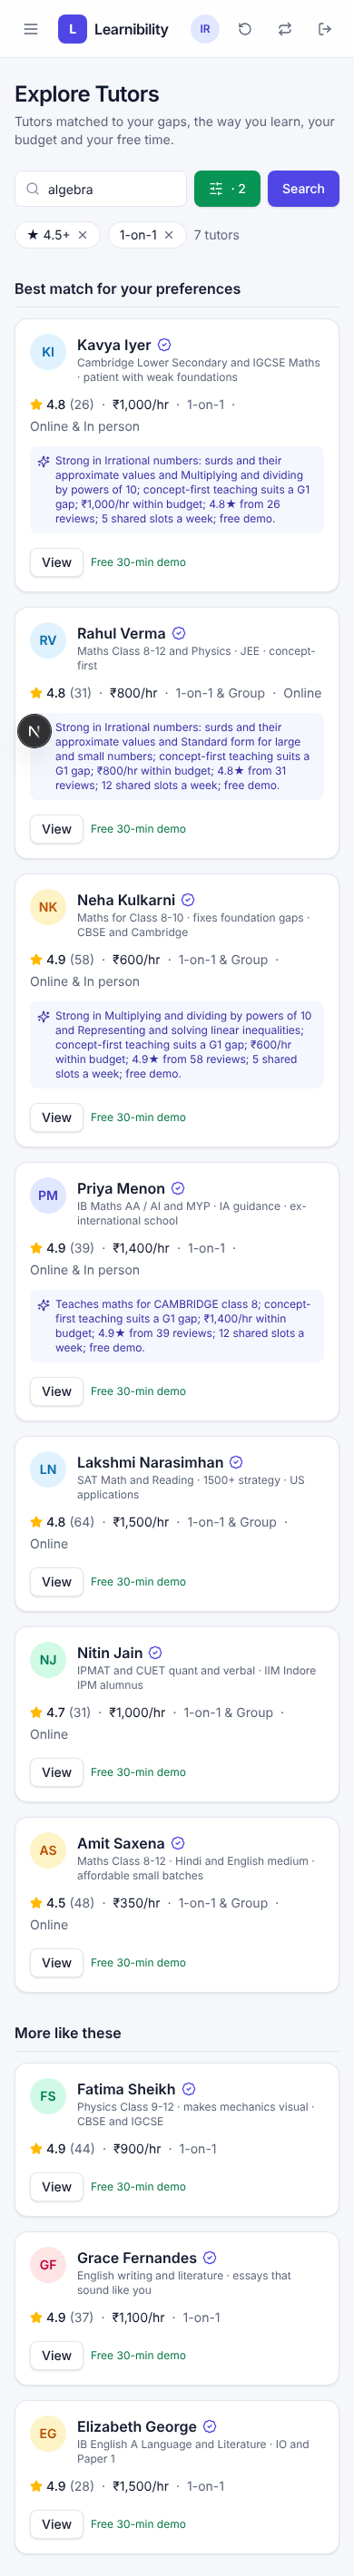 L Learnibility IR
Explore Tutors
Tutors matched to your gaps, the way you learn, your
budget and your free time.
algebra · 2 Search
★ 4.5+ × 1-on-1 × 7 tutors
Best match for your preferences
KI Kavya Iyer
Cambridge Lower Secondary and IGCSE Maths
· patient with weak foundations
4.8 (26) · ₹1,000/hr · 1-on-1 ·
Online & In person
Strong in Irrational numbers: surds and their
approximate values and Multiplying and dividing
by powers of 10; concept-first teaching suits a G1
gap; ₹1,000/hr within budget; 4.8★ from 26
reviews; 5 shared slots a week; free demo.
View Free 30-min demo
RV Rahul Verma
Maths Class 8-12 and Physics · JEE · concept-
first
4.8 (31) · ₹800/hr · 1-on-1 & Group · Online
N
Strong in Irrational numbers: surds and their
approximate values and Standard form for large
and small numbers; concept-first teaching suits a
G1 gap; ₹800/hr within budget; 4.8★ from 31
reviews; 12 shared slots a week; free demo.
View Free 30-min demo
NK Neha Kulkarni
Maths for Class 8-10 · fixes foundation gaps ·
CBSE and Cambridge
4.9 (58) · ₹600/hr · 1-on-1 & Group ·
Online & In person
Strong in Multiplying and dividing by powers of 10
and Representing and solving linear inequalities;
concept-first teaching suits a G1 gap; ₹600/hr
within budget; 4.9★ from 58 reviews; 5 shared
slots a week; free demo.
View Free 30-min demo
PM Priya Menon
IB Maths AA / AI and MYP · IA guidance · ex-
international school
4.9 (39) · ₹1,400/hr · 1-on-1 ·
Online & In person
Teaches maths for CAMBRIDGE class 8; concept-
first teaching suits a G1 gap; ₹1,400/hr within
budget; 4.9★ from 39 reviews; 12 shared slots a
week; free demo.
View Free 30-min demo
LN Lakshmi Narasimhan
SAT Math and Reading · 1500+ strategy · US
applications
4.8 (64) · ₹1,500/hr · 1-on-1 & Group ·
Online
View Free 30-min demo
NJ Nitin Jain
IPMAT and CUET quant and verbal · IIM Indore
IPM alumnus
4.7 (31) · ₹1,000/hr · 1-on-1 & Group ·
Online
View Free 30-min demo
AS Amit Saxena
Maths Class 8-12 · Hindi and English medium ·
affordable small batches
4.5 (48) · ₹350/hr · 1-on-1 & Group ·
Online
View Free 30-min demo
More like these
FS Fatima Sheikh
Physics Class 9-12 · makes mechanics visual ·
CBSE and IGCSE
4.9 (44) · ₹900/hr · 1-on-1
View Free 30-min demo
GF Grace Fernandes
English writing and literature · essays that
sound like you
4.9 (37) · ₹1,100/hr · 1-on-1
View Free 30-min demo
EG Elizabeth George
IB English A Language and Literature · IO and
Paper 1
4.9 (28) · ₹1,500/hr · 1-on-1
View Free 30-min demo